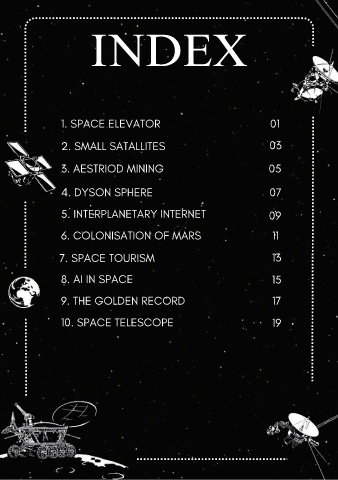 INDEX
1. SPACE ELEVATOR 01
2. SMALL SATALLITES 03
3. AESTRIOD MINING 05
4. DYSON SPHERE 07
5. INTERPLANETARY INTERNET 09
6. COLONISATION OF MARS 11
7. SPACE TOURISM 13
8. AI IN SPACE 15
9. THE GOLDEN RECORD 17
10. SPACE TELESCOPE 19